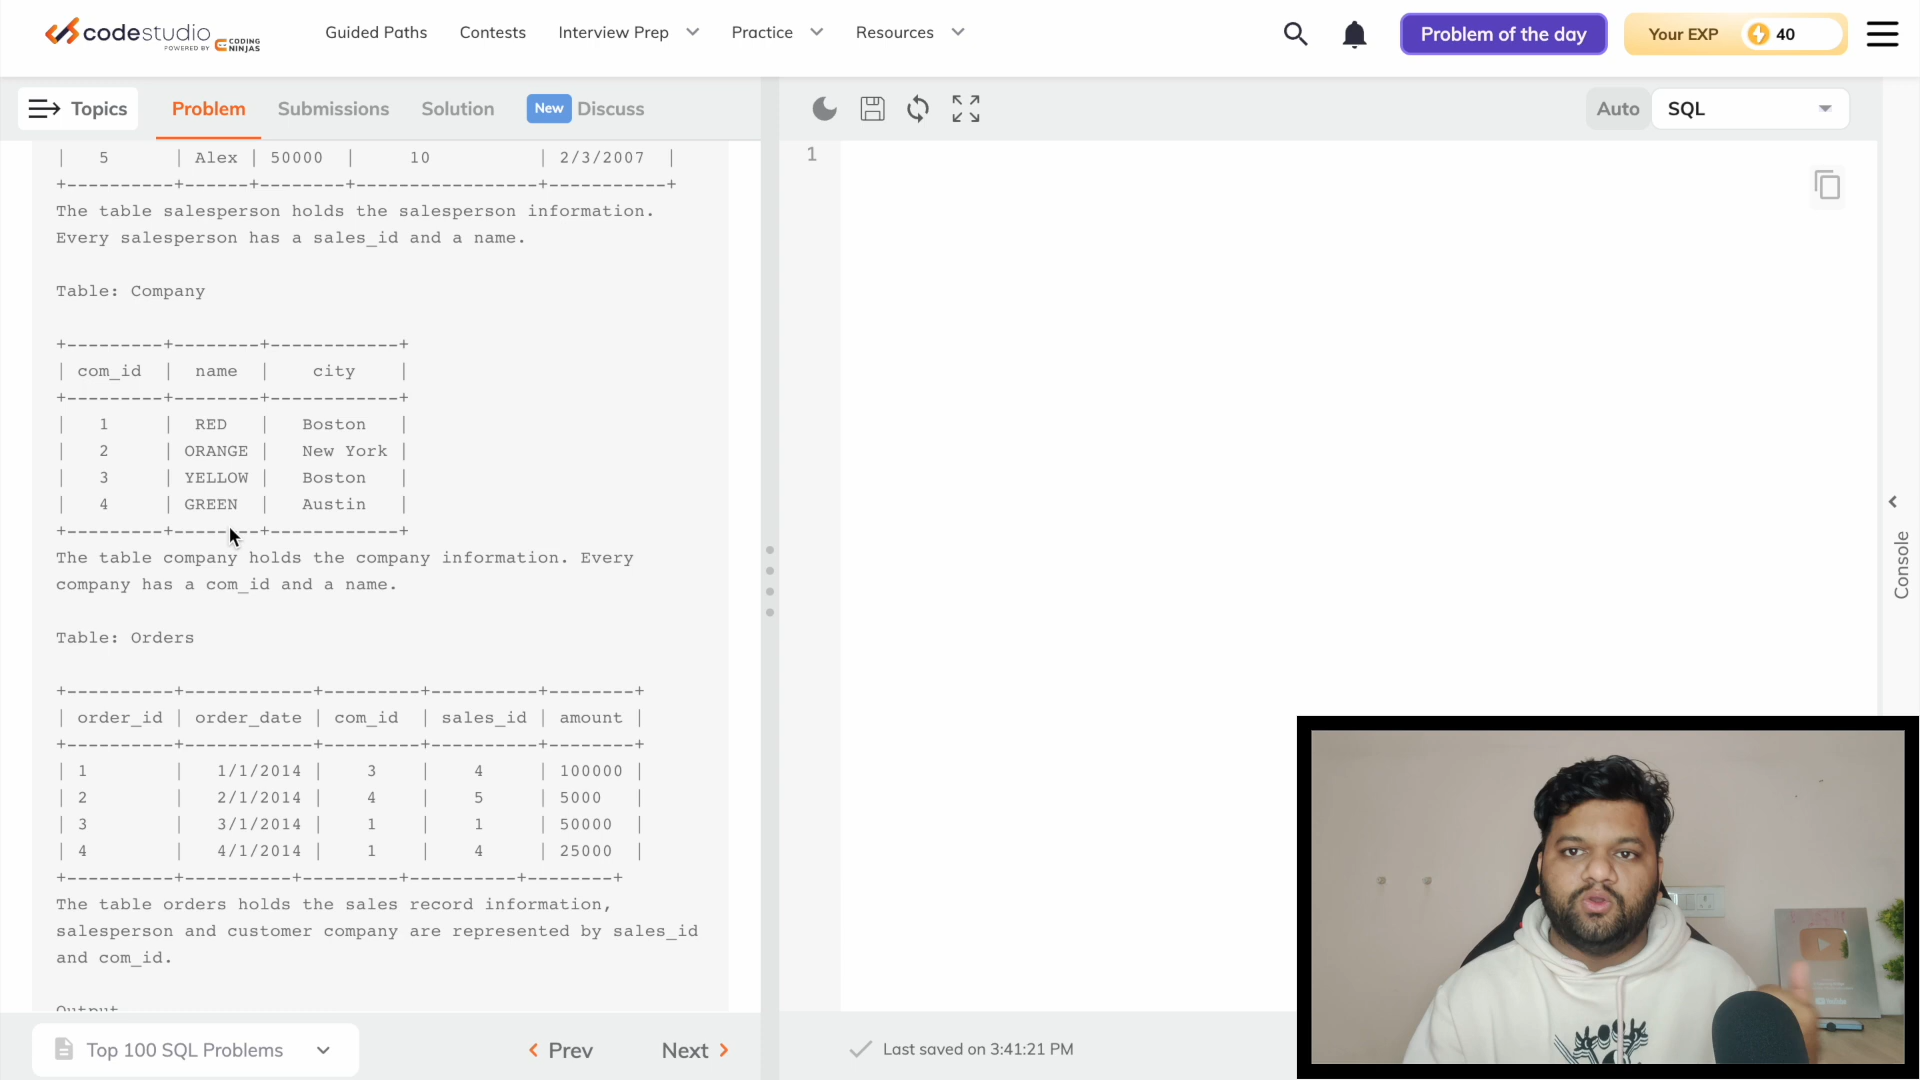 codestudio
POWERED BY CODING NINJAS
Guided Paths
Contests
Interview Prep
Practice
Resources
Problem of the day
Your EXP
40
Topics
Problem
Submissions
Solution
New
Discuss
Auto
SQL
1
| 5 | Alex | 50000 | 10 | 2/3/2007 |
+----------+------+--------+-----------------+-----------+
The table salesperson holds the salesperson information.
Every salesperson has a sales_id and a name.
Table: Company
+---------+--------+------------+
| com_id | name | city |
+---------+--------+------------+
| 1 | RED | Boston |
| 2 | ORANGE | New York |
| 3 | YELLOW | Boston |
| 4 | GREEN | Austin |
+---------+--------+------------+
The table company holds the company information. Every
company has a com_id and a name.
Table: Orders
+----------+------------+---------+----------+--------+
| order_id | order_date | com_id | sales_id | amount |
+----------+------------+---------+----------+--------+
| 1 | 1/1/2014 | 3 | 4 | 100000 |
| 2 | 2/1/2014 | 4 | 5 | 5000 |
| 3 | 3/1/2014 | 1 | 1 | 50000 |
| 4 | 4/1/2014 | 1 | 4 | 25000 |
+----------+----------+---------+----------+--------+
The table orders holds the sales record information,
salesperson and customer company are represented by sales_id
and com_id.
Output
Console
Top 100 SQL Problems
Prev
Next
Last saved on 3:41:21 PM